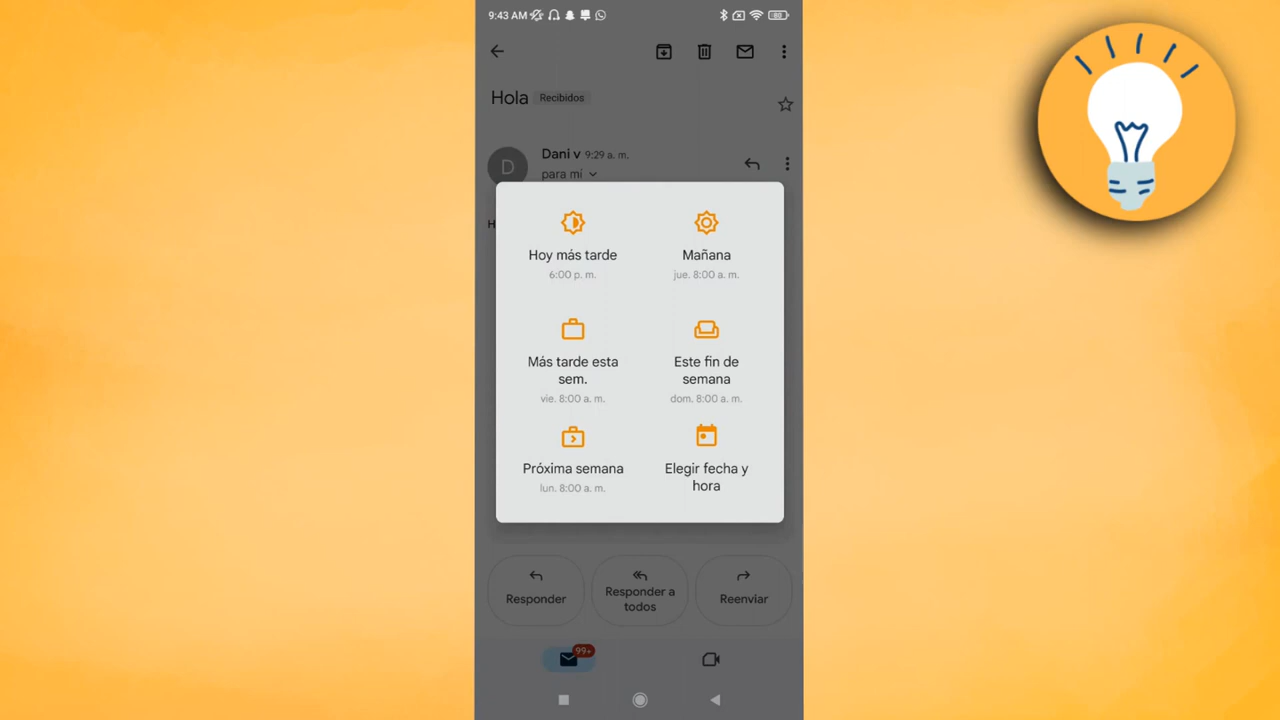 9:43 AM
80
Hola Recibidos
D
Dani v 9:29 a. m.
para mí
H
Hoy más tarde
6:00 p. m.
Mañana
jue. 8:00 a. m.
Más tarde esta
sem.
vie. 8:00 a. m.
Este fin de
semana
dom. 8:00 a. m.
Próxima semana
lun. 8:00 a. m.
Elegir fecha y
hora
Responder
Responder a
todos
Reenviar
99+